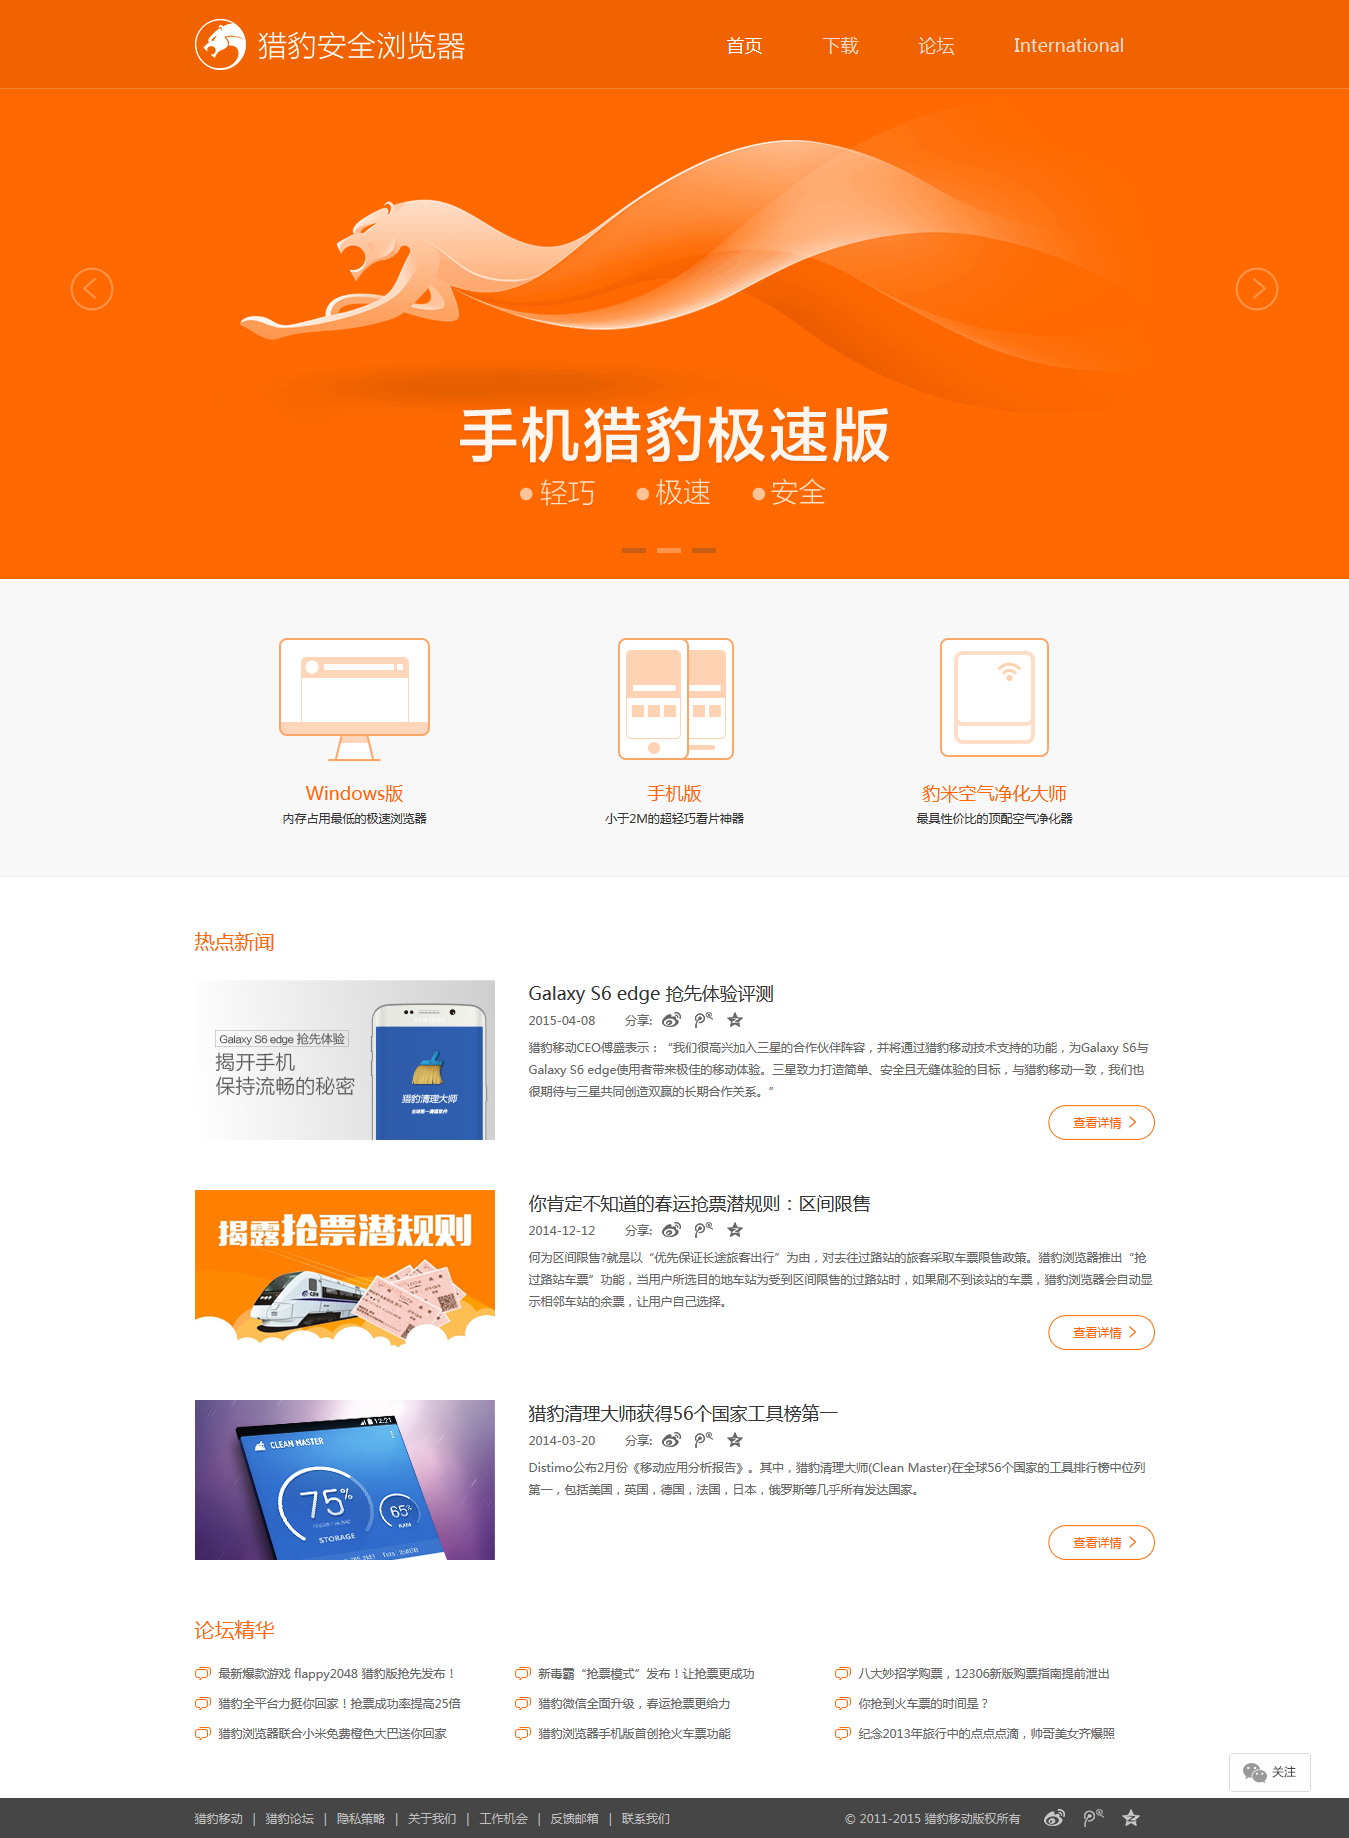 猎豹安全浏览器
首页 下载 论坛 International
手机猎豹极速版
轻巧 极速 安全
Windows版
内存占用最低的极速浏览器
手机版
小于2M的超轻巧看片神器
豹米空气净化大师
最具性价比的顶配空气净化器
热点新闻
Galaxy S6 edge 抢先体验
揭开手机
保持流畅的秘密
猎豹清理大师
Galaxy S6 edge 抢先体验评测
2015-04-08 分享:
猎豹移动CEO傅盛表示：“我们很高兴加入三星的合作伙伴阵容，并将通过猎豹移动技术支持的功能，为Galaxy S6与
Galaxy S6 edge使用者带来极佳的移动体验。三星致力打造简单、安全且无缝体验的目标，与猎豹移动一致，我们也
很期待与三星共同创造双赢的长期合作关系。”
查看详情
揭露抢票潜规则
你肯定不知道的春运抢票潜规则：区间限售
2014-12-12 分享:
何为区间限售?就是以“优先保证长途旅客出行”为由，对去往过路站的旅客采取车票限售政策。猎豹浏览器推出“抢
过路站车票”功能，当用户所选目的地车站为受到区间限售的过路站时，如果刷不到该站的车票，猎豹浏览器会自动显
示相邻车站的余票，让用户自己选择。
查看详情
12:21
CLEAN MASTER
75%
STORAGE
65%
RAM
猎豹清理大师获得56个国家工具榜第一
2014-03-20 分享:
Distimo公布2月份《移动应用分析报告》。其中，猎豹清理大师(Clean Master)在全球56个国家的工具排行榜中位列
第一，包括美国，英国，德国，法国，日本，俄罗斯等几乎所有发达国家。
查看详情
论坛精华
最新爆款游戏 flappy2048 猎豹版抢先发布！
新毒霸“抢票模式”发布！让抢票更成功
八大妙招学购票，12306新版购票指南提前泄出
猎豹全平台力挺你回家！抢票成功率提高25倍
猎豹微信全面升级，春运抢票更给力
你抢到火车票的时间是？
猎豹浏览器联合小米免费橙色大巴送你回家
猎豹浏览器手机版首创抢火车票功能
纪念2013年旅行中的点点点滴，帅哥美女齐爆照
关注
猎豹移动 | 猎豹论坛 | 隐私策略 | 关于我们 | 工作机会 | 反馈邮箱 | 联系我们
© 2011-2015 猎豹移动版权所有